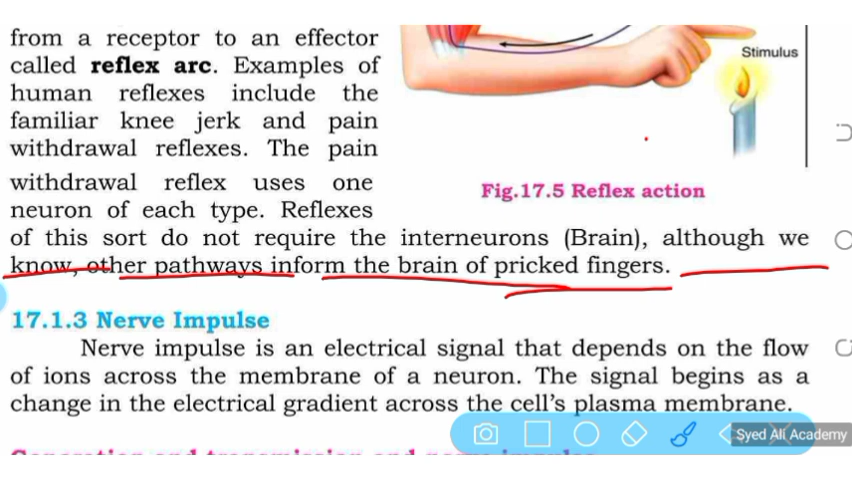 from a receptor to an effector
called reflex arc. Examples of
human reflexes include the
familiar knee jerk and pain
withdrawal reflexes. The pain
withdrawal reflex uses one
neuron of each type. Reflexes
Stimulus
Fig.17.5 Reflex action
of this sort do not require the interneurons (Brain), although we
know, other pathways inform the brain of pricked fingers.
17.1.3 Nerve Impulse
Nerve impulse is an electrical signal that depends on the flow
of ions across the membrane of a neuron. The signal begins as a
change in the electrical gradient across the cell's plasma membrane.
Syed Ali Academy